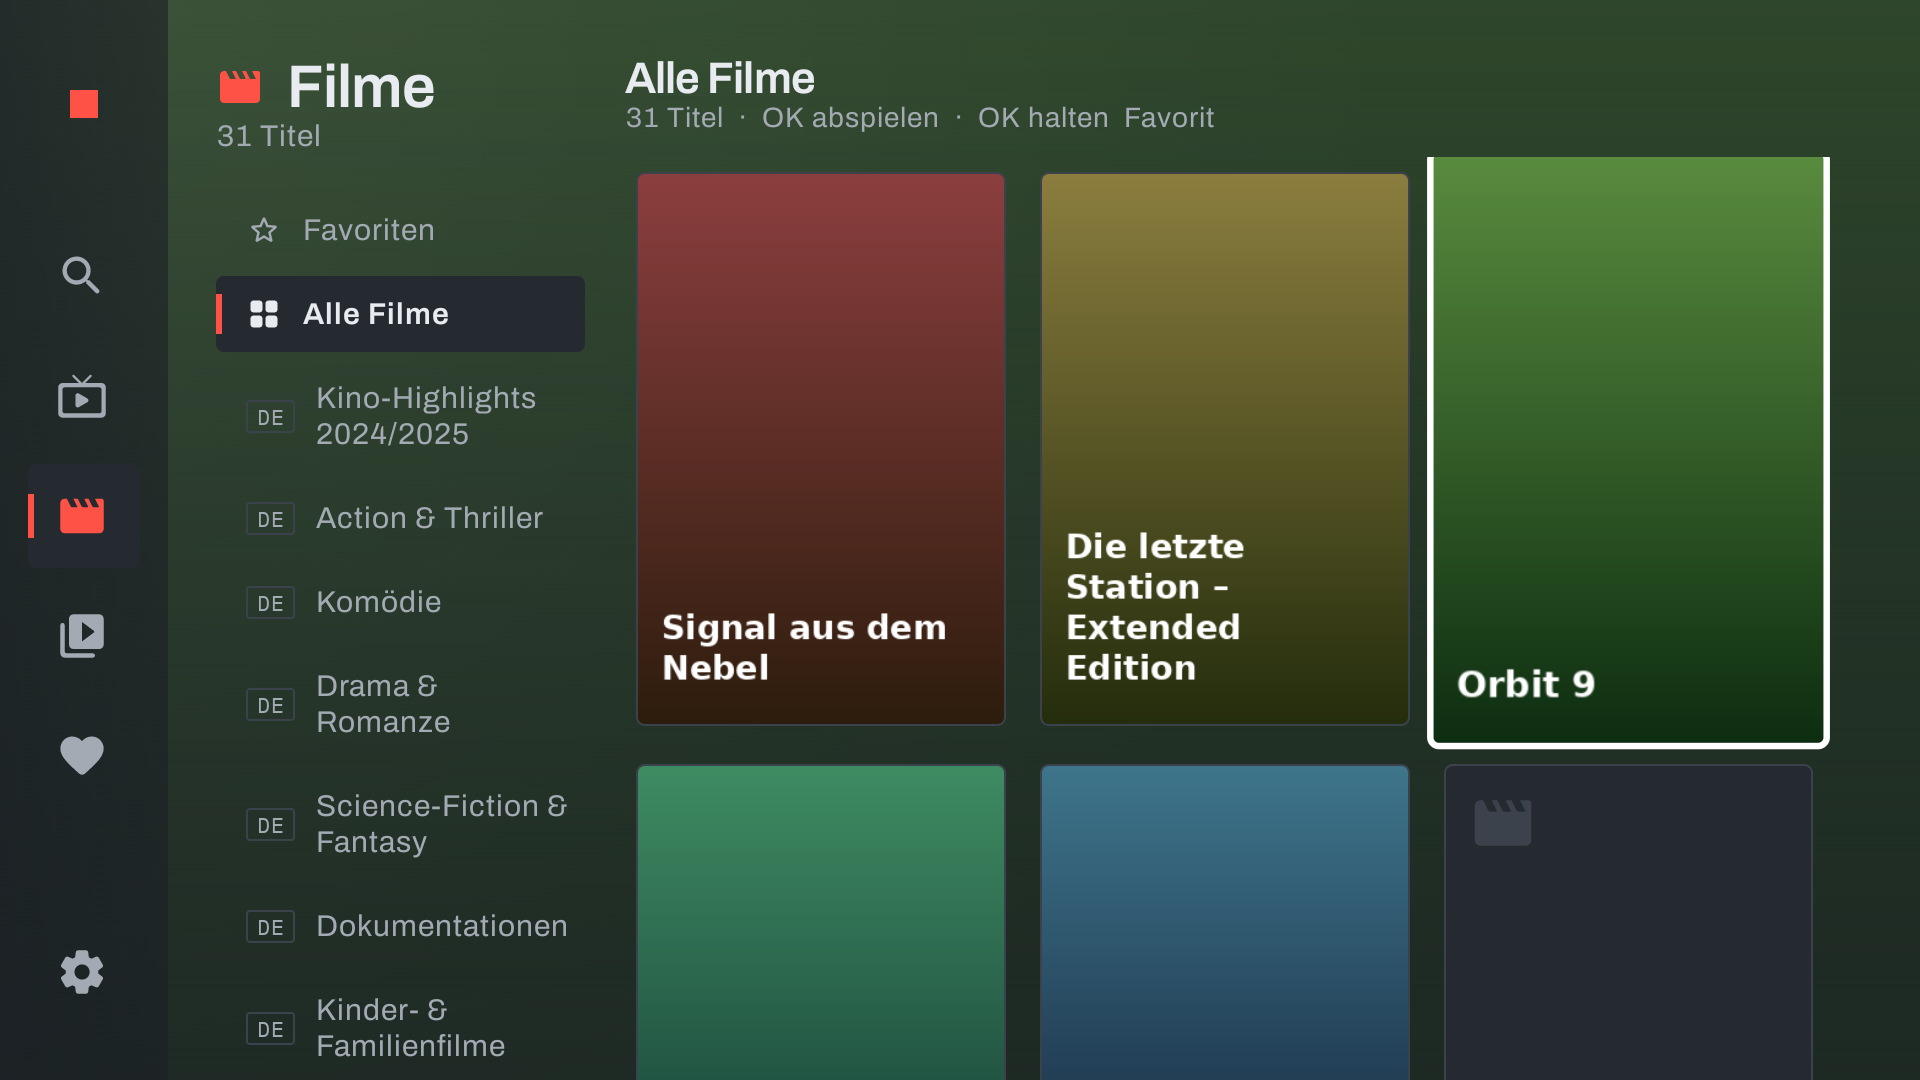 Filme
31 Titel
Favoriten
Alle Filme
DE Kino-Highlights
2024/2025
DE Action & Thriller
DE Komödie
DE Drama &
Romanze
DE Science-Fiction &
Fantasy
DE Dokumentationen
DE Kinder- &
Familienfilme
Alle Filme
31 Titel · OK abspielen · OK halten Favorit
Signal aus dem
Nebel
Die letzte
Station –
Extended
Edition
Orbit 9